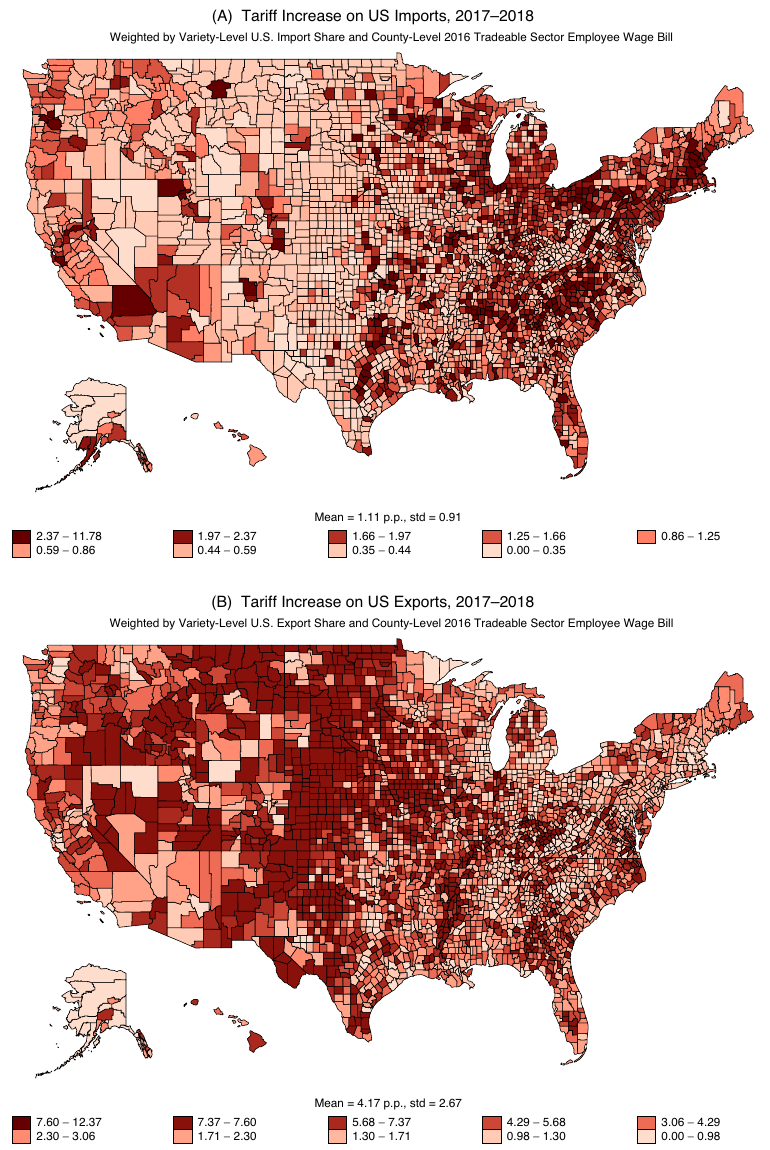 (A) Tariff Increase on US Imports, 2017–2018
Weighted by Variety-Level U.S. Import Share and County-Level 2016 Tradeable Sector Employee Wage Bill
Mean = 1.11 p.p., std = 0.91
2.37 – 11.78 1.97 – 2.37 1.66 – 1.97 1.25 – 1.66 0.86 – 1.25
0.59 – 0.86 0.44 – 0.59 0.35 – 0.44 0.00 – 0.35
(B) Tariff Increase on US Exports, 2017–2018
Weighted by Variety-Level U.S. Export Share and County-Level 2016 Tradeable Sector Employee Wage Bill
Mean = 4.17 p.p., std = 2.67
7.60 – 12.37 7.37 – 7.60 5.68 – 7.37 4.29 – 5.68 3.06 – 4.29
2.30 – 3.06 1.71 – 2.30 1.30 – 1.71 0.98 – 1.30 0.00 – 0.98